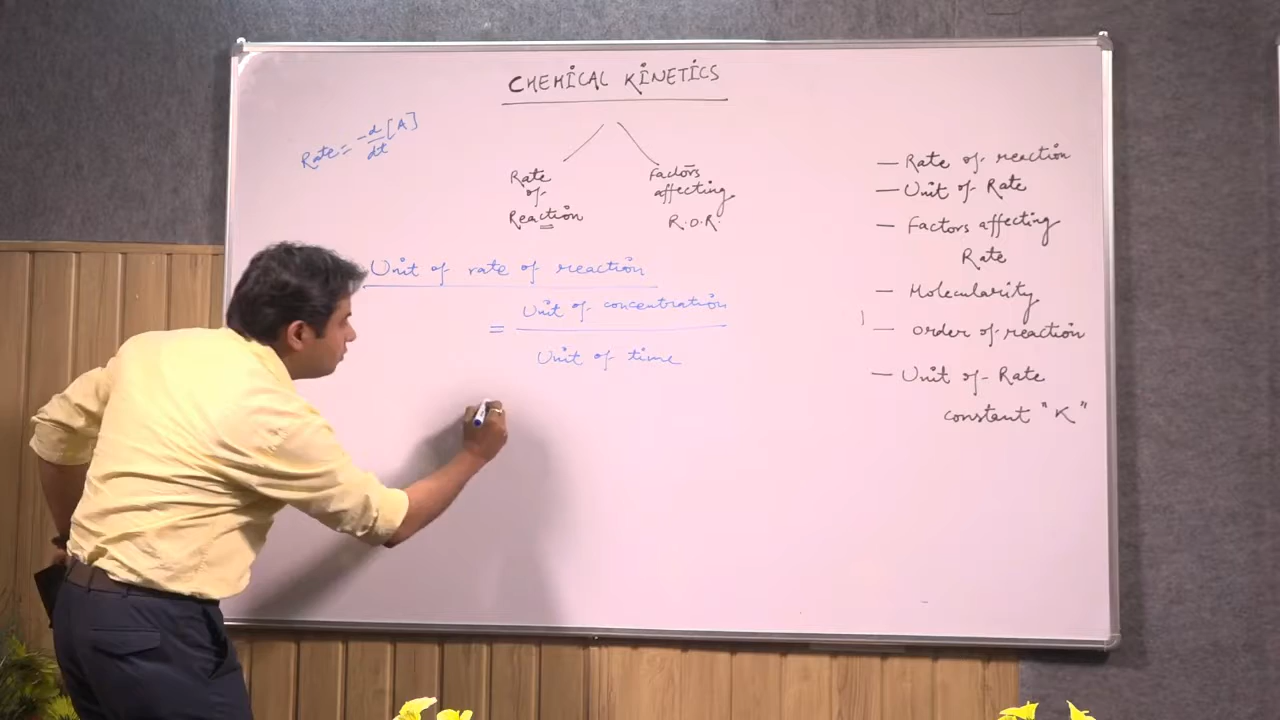 CHEMICAL KINETICS
Rate = -d/dt [A]
Rate
of
Reaction
Factors
affecting
R.O.R.
Unit of rate of reaction
= Unit of concentration
Unit of time
— Rate of reaction
— Unit of Rate
— Factors affecting
Rate
— Molecularity
— order of reaction
— Unit of Rate
constant "K"